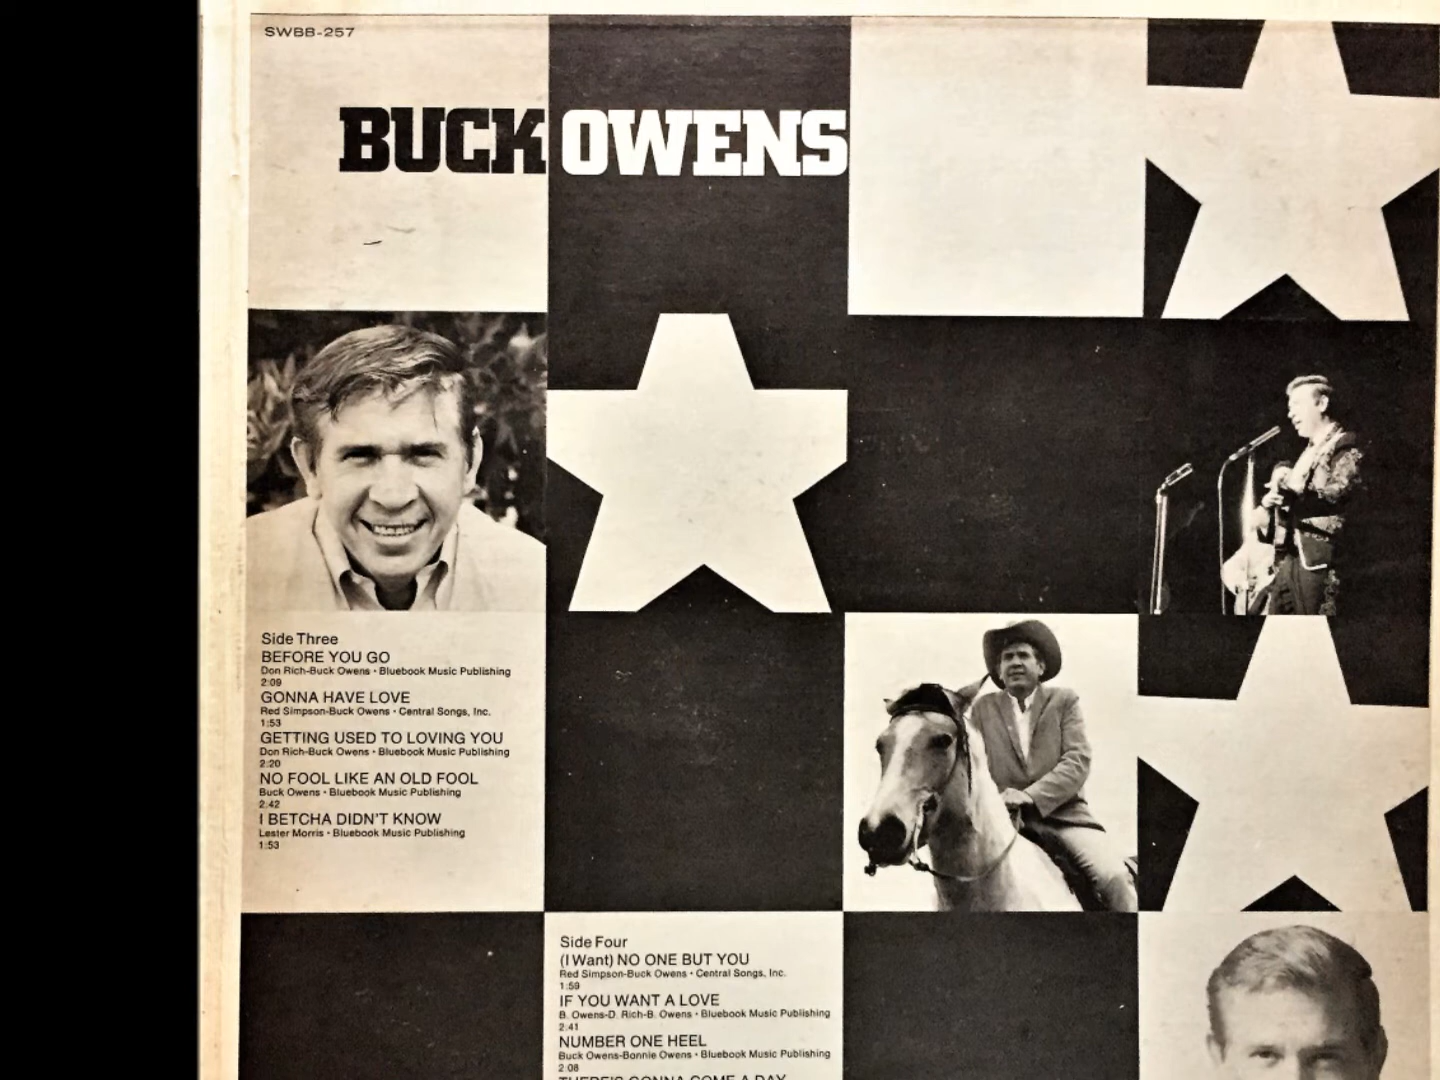 SWBB-257
BUCK OWENS
Side Three
BEFORE YOU GO
Don Rich-Buck Owens • Bluebook Music Publishing
2:09
GONNA HAVE LOVE
Red Simpson-Buck Owens • Central Songs, Inc.
1:53
GETTING USED TO LOVING YOU
Don Rich-Buck Owens • Bluebook Music Publishing
2:20
NO FOOL LIKE AN OLD FOOL
Buck Owens • Bluebook Music Publishing
2:42
I BETCHA DIDN'T KNOW
Lester Morris • Bluebook Music Publishing
1:53
Side Four
(I Want) NO ONE BUT YOU
Red Simpson-Buck Owens • Central Songs, Inc.
1:59
IF YOU WANT A LOVE
B. Owens-D. Rich-B. Owens • Bluebook Music Publishing
2:41
NUMBER ONE HEEL
Buck Owens-Bonnie Owens • Bluebook Music Publishing
2:08
THERE'S GONNA COME A DAY